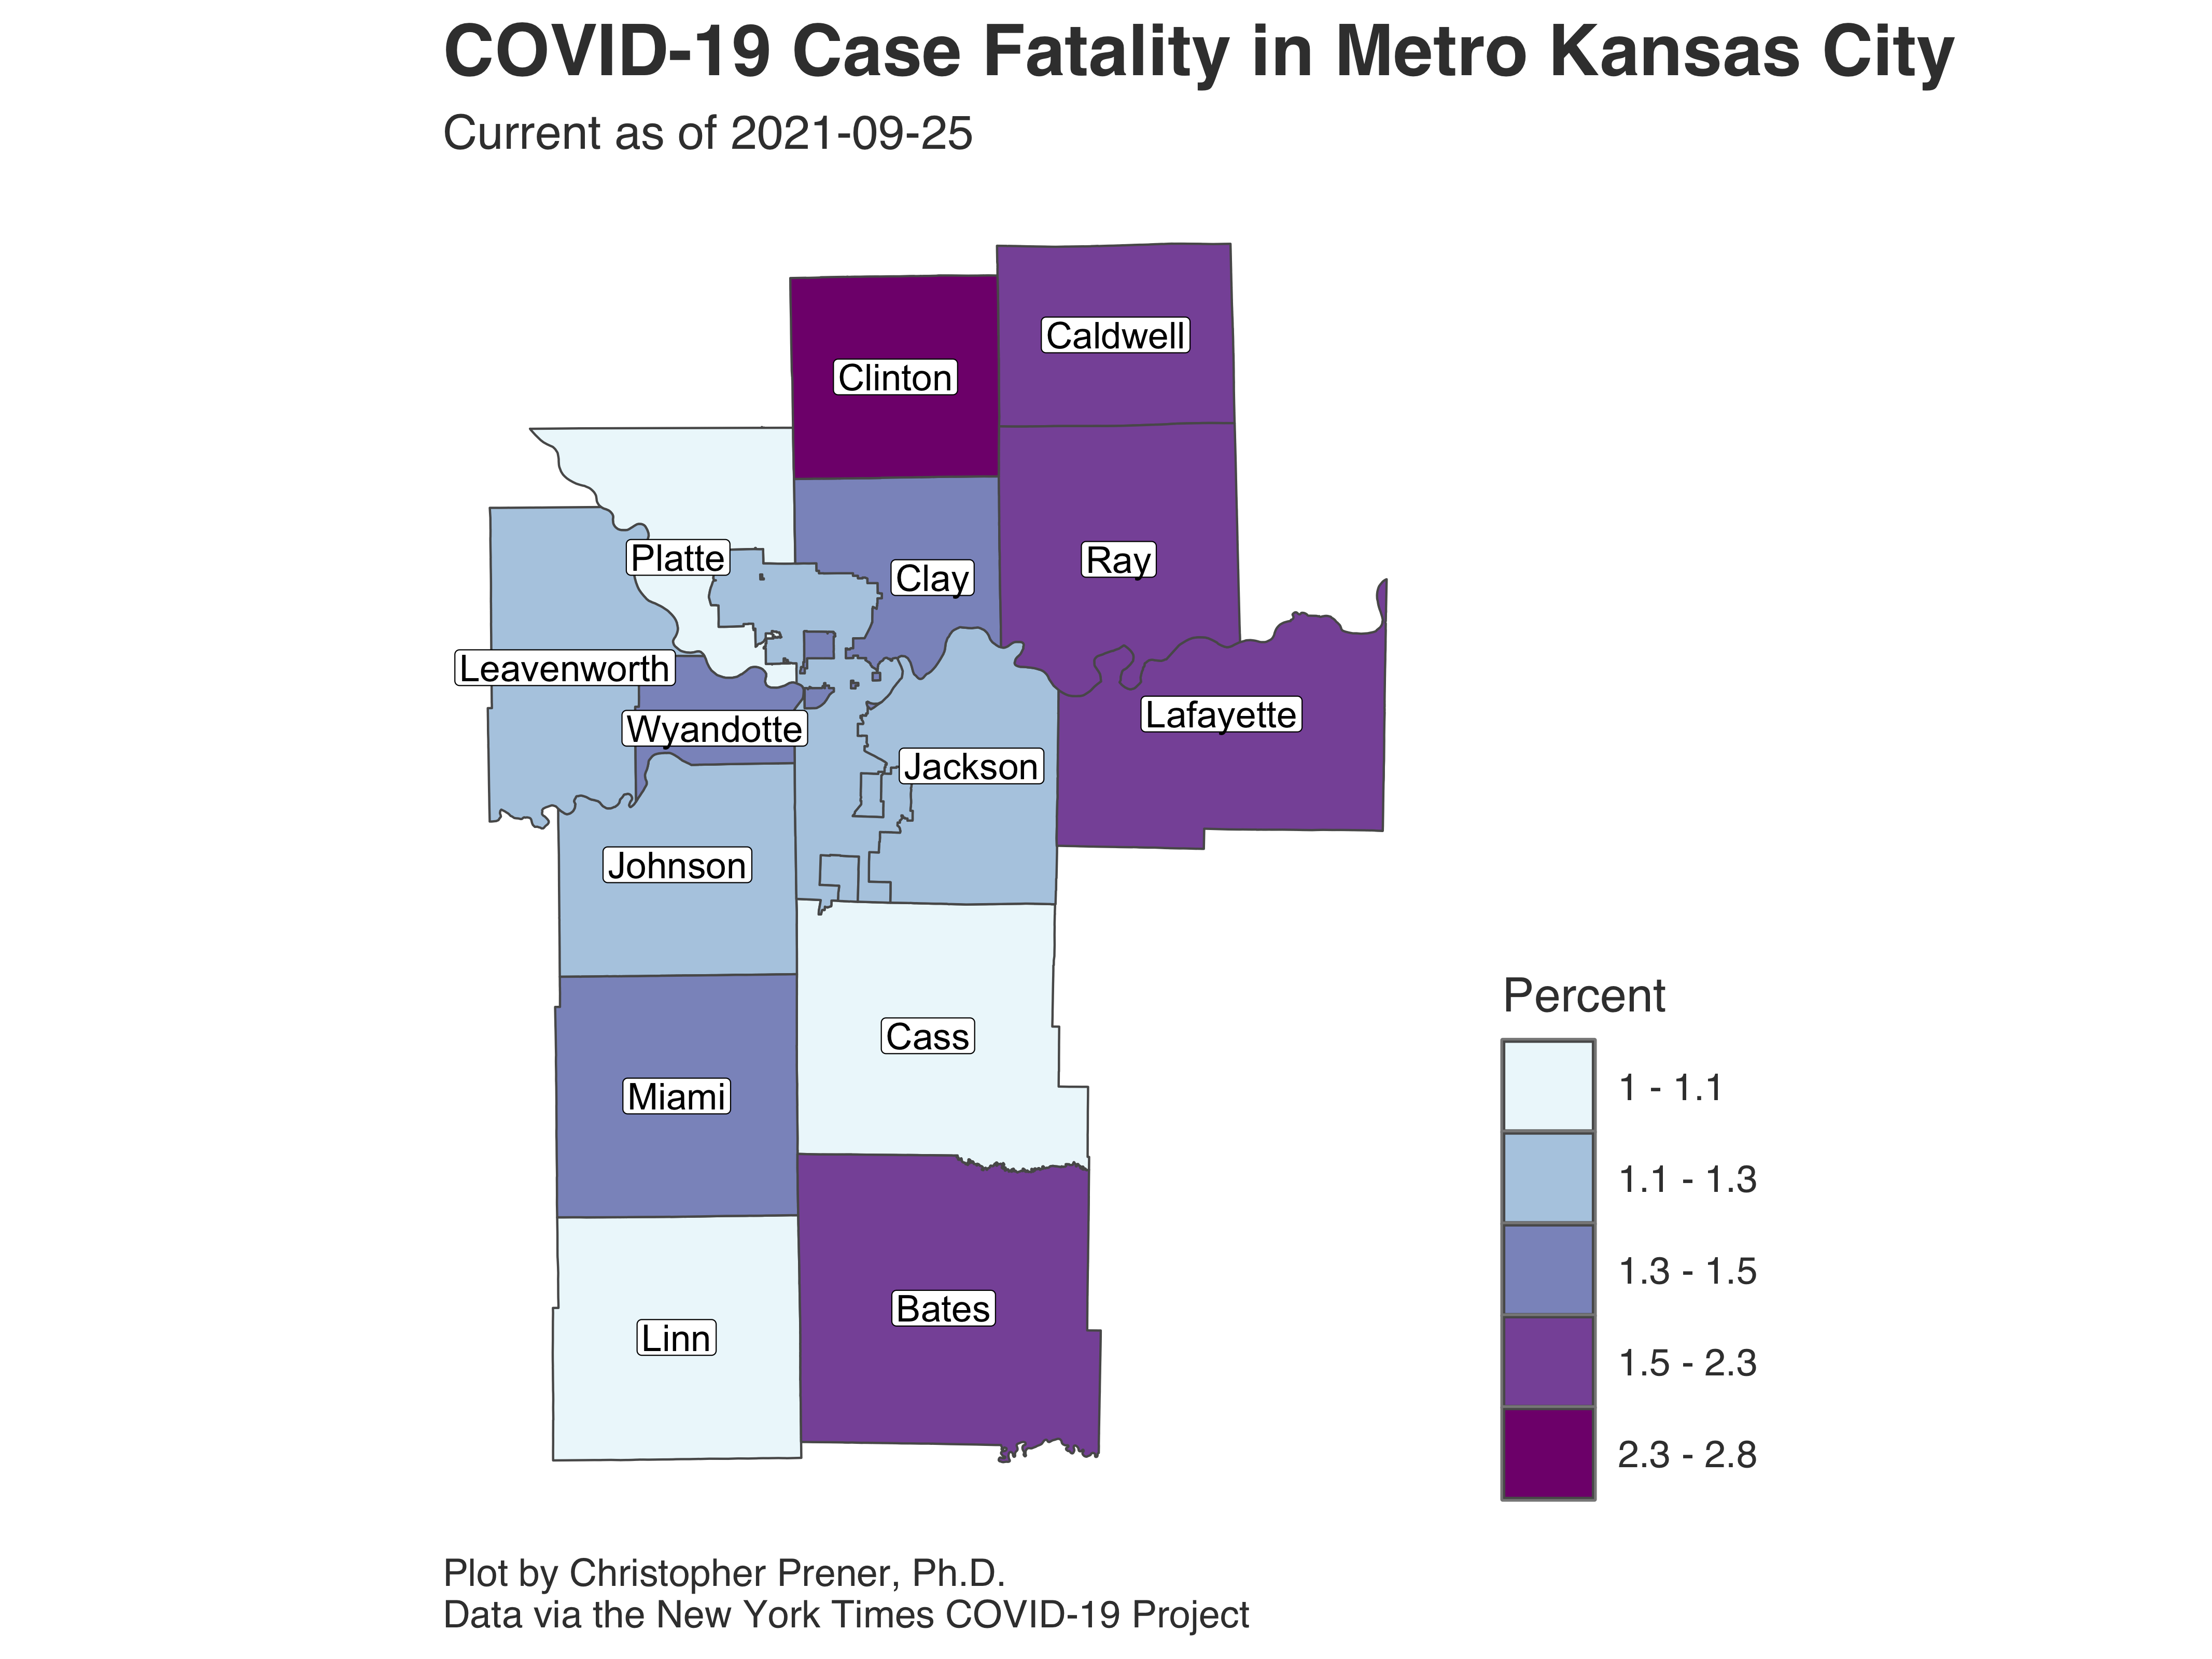 COVID-19 Case Fatality in Metro Kansas City
Current as of 2021-09-25
Caldwell
Clinton
Platte
Clay
Ray
Leavenworth
Wyandotte
Lafayette
Jackson
Johnson
Cass
Miami
Bates
Linn
Percent
1 - 1.1
1.1 - 1.3
1.3 - 1.5
1.5 - 2.3
2.3 - 2.8
Plot by Christopher Prener, Ph.D.
Data via the New York Times COVID-19 Project